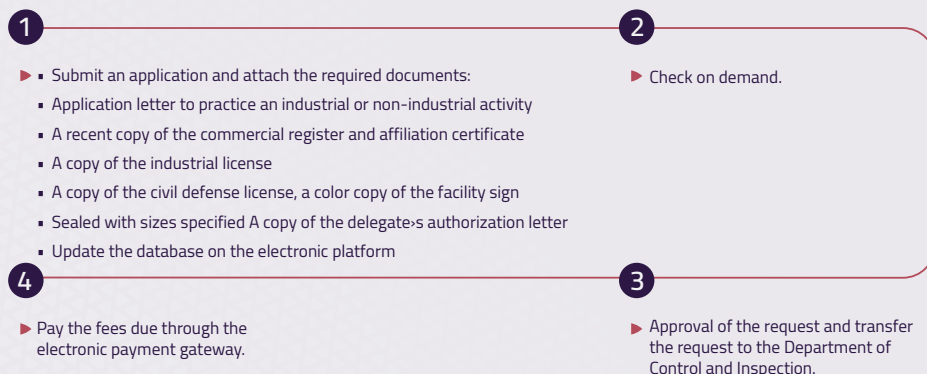 1
Submit an application and attach the required documents:
Application letter to practice an industrial or non-industrial activity
A recent copy of the commercial register and affiliation certificate
A copy of the industrial license
A copy of the civil defense license, a color copy of the facility sign
Sealed with sizes specified A copy of the delegate›s authorization letter
Update the database on the electronic platform
2
Check on demand.
3
Approval of the request and transfer
the request to the Department of
Control and Inspection.
4
Pay the fees due through the
electronic payment gateway.